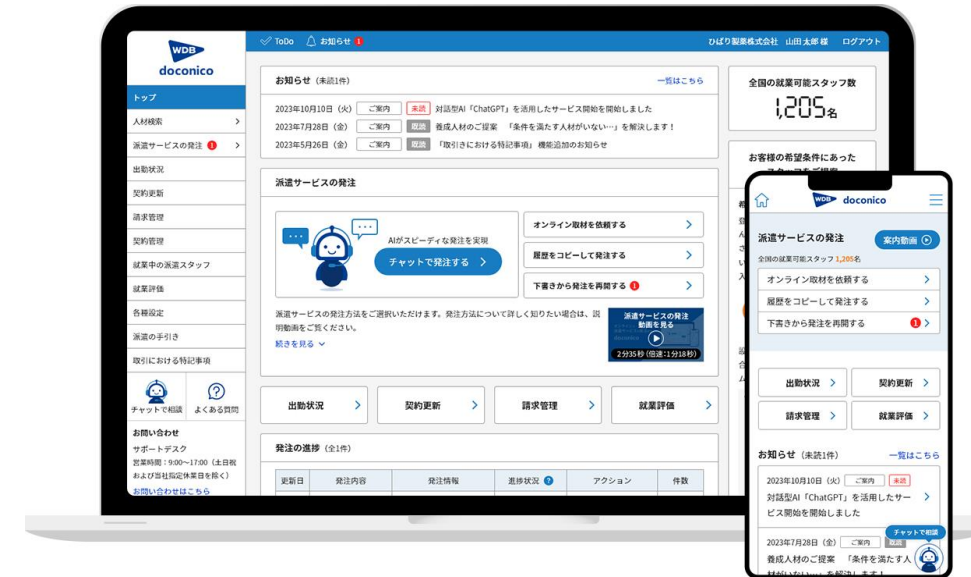 WDB
doconico
トップ
人材検索
派遣サービスの発注 1
出勤状況
契約更新
請求管理
契約管理
就業中の派遣スタッフ
就業評価
各種設定
派遣の手引き
取引における特記事項
チャットで相談 よくある質問
お問い合わせ
サポートデスク
営業時間：9:00〜17:00（土日祝
および当社指定休業日を除く）
お問い合わせはこちら
ToDo お知らせ 1
ひばり製薬株式会社 山田太郎 様 ログアウト
お知らせ（未読1件） 一覧はこちら
2023年10月10日（火） ご案内 未読 対話型AI「ChatGPT」を活用したサービス開始を開始しました
2023年7月28日（金） ご案内 既読 養成人材のご提案 「条件を満たす人材がいない…」を解決します！
2023年5月26日（金） ご案内 既読 「取引きにおける特記事項」機能追加のお知らせ
派遣サービスの発注
AIがスピーディな発注を実現
チャットで発注する
オンライン取材を依頼する
履歴をコピーして発注する
下書きから発注を再開する 1
派遣サービスの発注方法をご選択いただけます。発注方法について詳しく知りたい場合は、説
明動画をご覧ください。
続きを見る
派遣サービスの発注
動画を見る
2分35秒（倍速：1分18秒）
出勤状況 契約更新 請求管理 就業評価
発注の進捗（全1件）
更新日 発注内容 発注情報 進捗状況 ? アクション 件数
全国の就業可能スタッフ数
1,205名
お客様の希望条件にあった
WDB doconico
派遣サービスの発注 案内動画
全国の就業可能スタッフ 1,205名
オンライン取材を依頼する
履歴をコピーして発注する
下書きから発注を再開する 1
出勤状況 契約更新
請求管理 就業評価
お知らせ（未読1件） 一覧はこちら
2023年10月10日（火） ご案内 未読
対話型AI「ChatGPT」を活用したサー
ビス開始を開始しました
チャットで相談
2023年7月28日（金） ご案内 既読
養成人材のご提案 「条件を満たす人
材がいない…」を解決します！